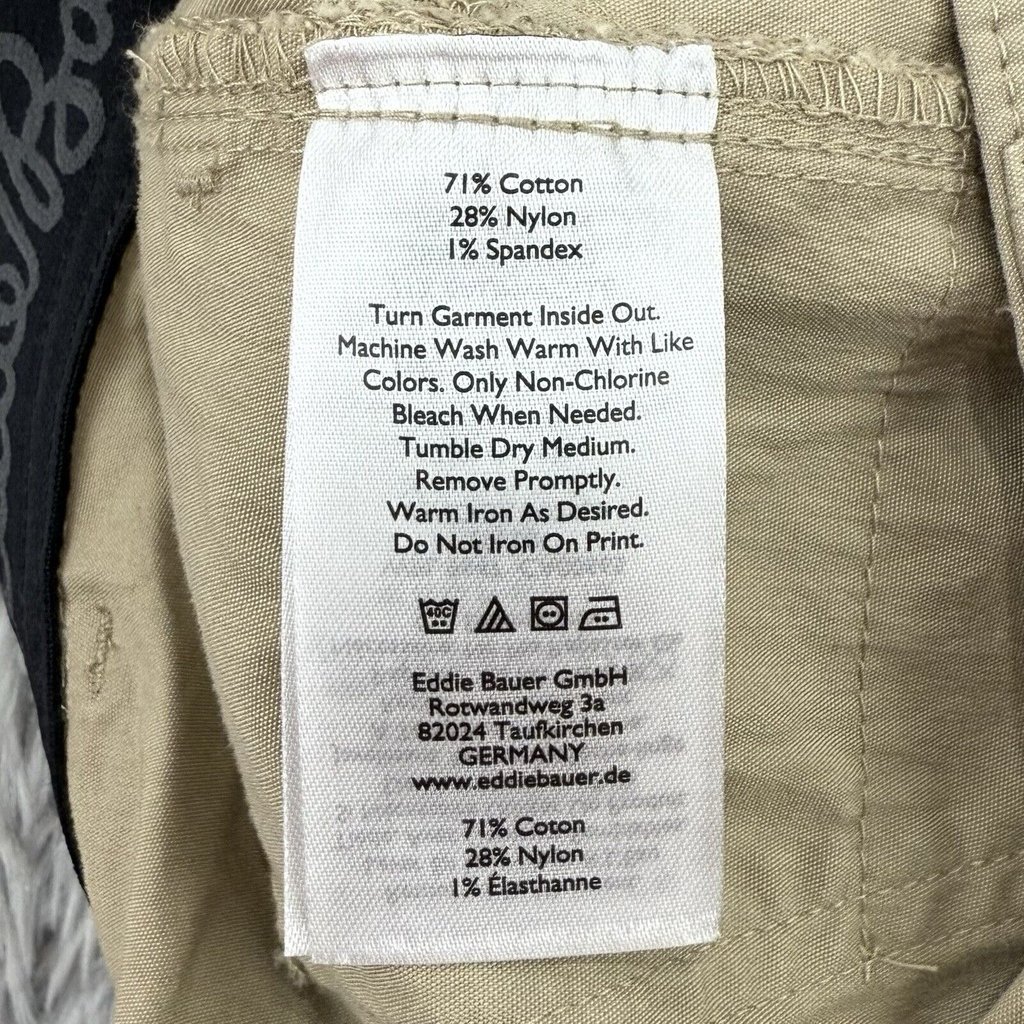 71% Cotton
28% Nylon
1% Spandex
Turn Garment Inside Out.
Machine Wash Warm With Like
Colors. Only Non-Chlorine
Bleach When Needed.
Tumble Dry Medium.
Remove Promptly.
Warm Iron As Desired.
Do Not Iron On Print.
40C
Eddie Bauer GmbH
Rotwandweg 3a
82024 Taufkirchen
GERMANY
www.eddiebauer.de
71% Coton
28% Nylon
1% Élasthanne